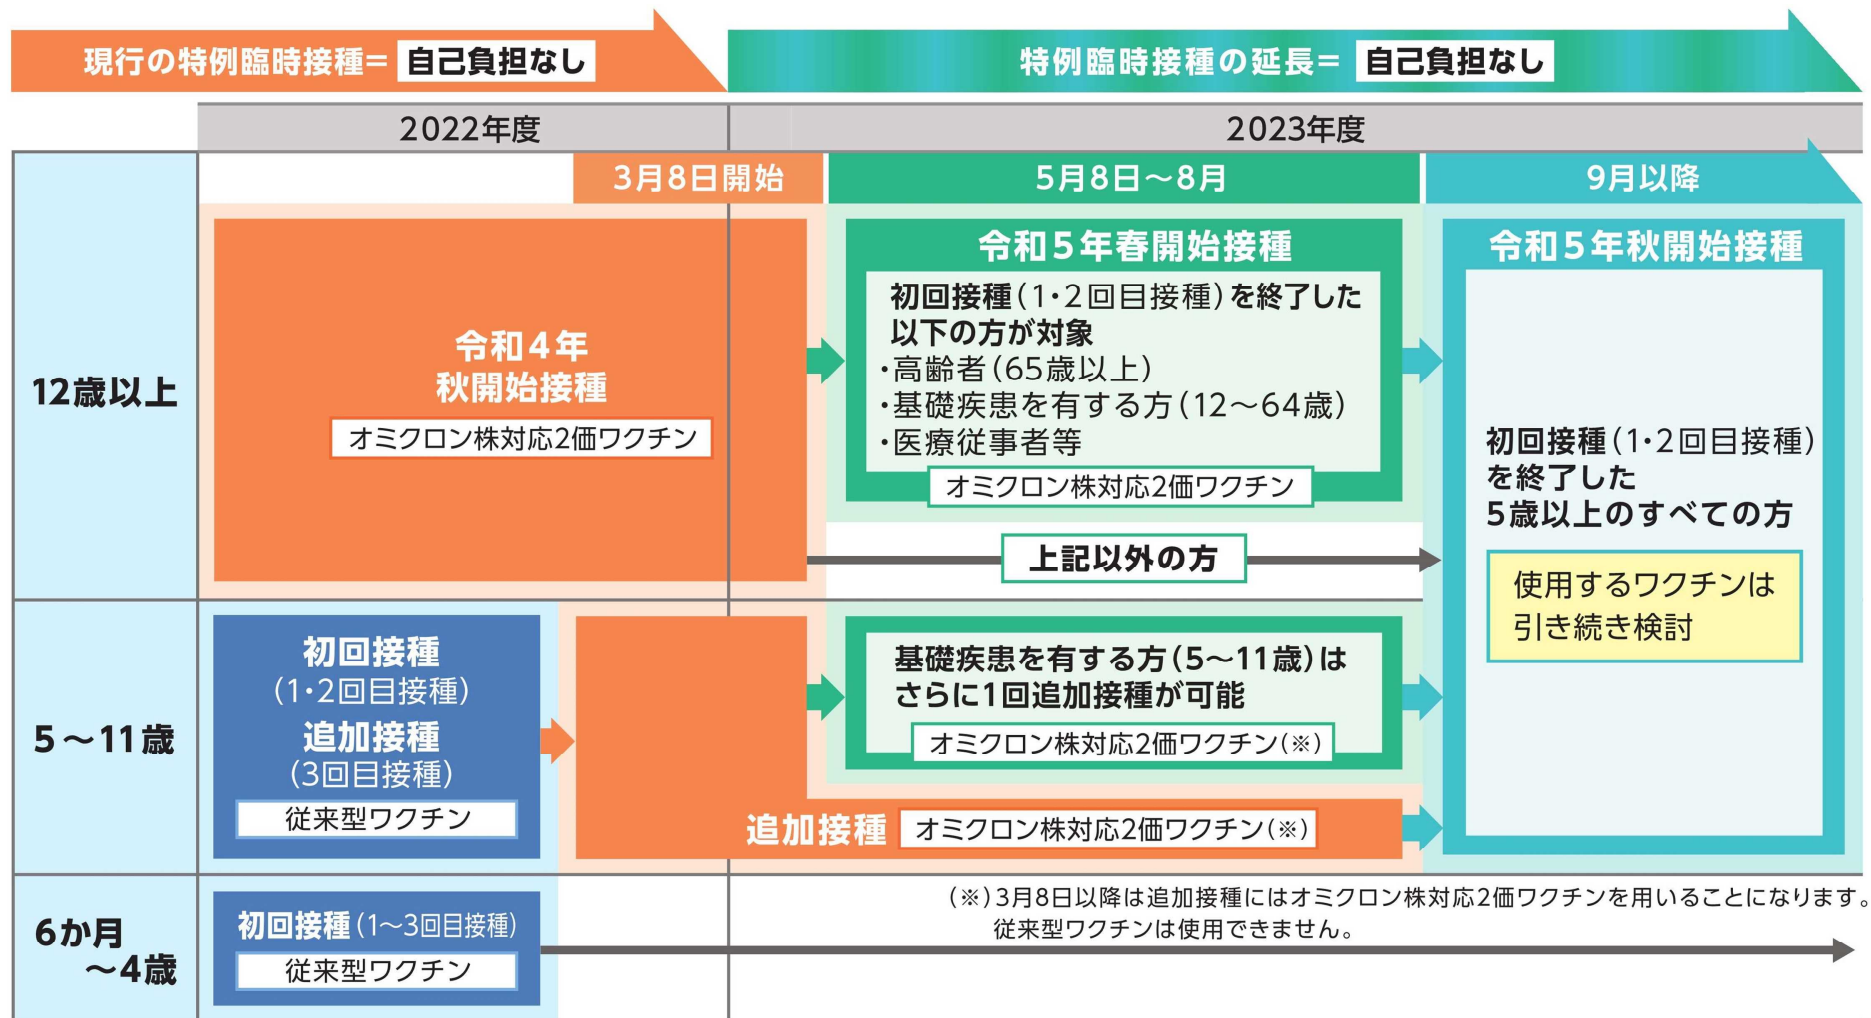 現行の特例臨時接種= 自己負担なし
特例臨時接種の延長= 自己負担なし
2022年度
2023年度
3月8日開始
5月8日～8月
9月以降
12歳以上
令和4年
秋開始接種
オミクロン株対応2価ワクチン
令和5年春開始接種
初回接種(1・2回目接種)を終了した
以下の方が対象
・高齢者(65歳以上)
・基礎疾患を有する方(12～64歳)
・医療従事者等
オミクロン株対応2価ワクチン
上記以外の方
令和5年秋開始接種
初回接種(1・2回目接種)
を終了した
5歳以上のすべての方
使用するワクチンは
引き続き検討
5～11歳
初回接種
(1・2回目接種)
追加接種
(3回目接種)
従来型ワクチン
基礎疾患を有する方(5～11歳)は
さらに1回追加接種が可能
オミクロン株対応2価ワクチン(※)
追加接種 オミクロン株対応2価ワクチン(※)
6か月
～4歳
初回接種(1～3回目接種)
従来型ワクチン
(※)3月8日以降は追加接種にはオミクロン株対応2価ワクチンを用いることになります。
従来型ワクチンは使用できません。